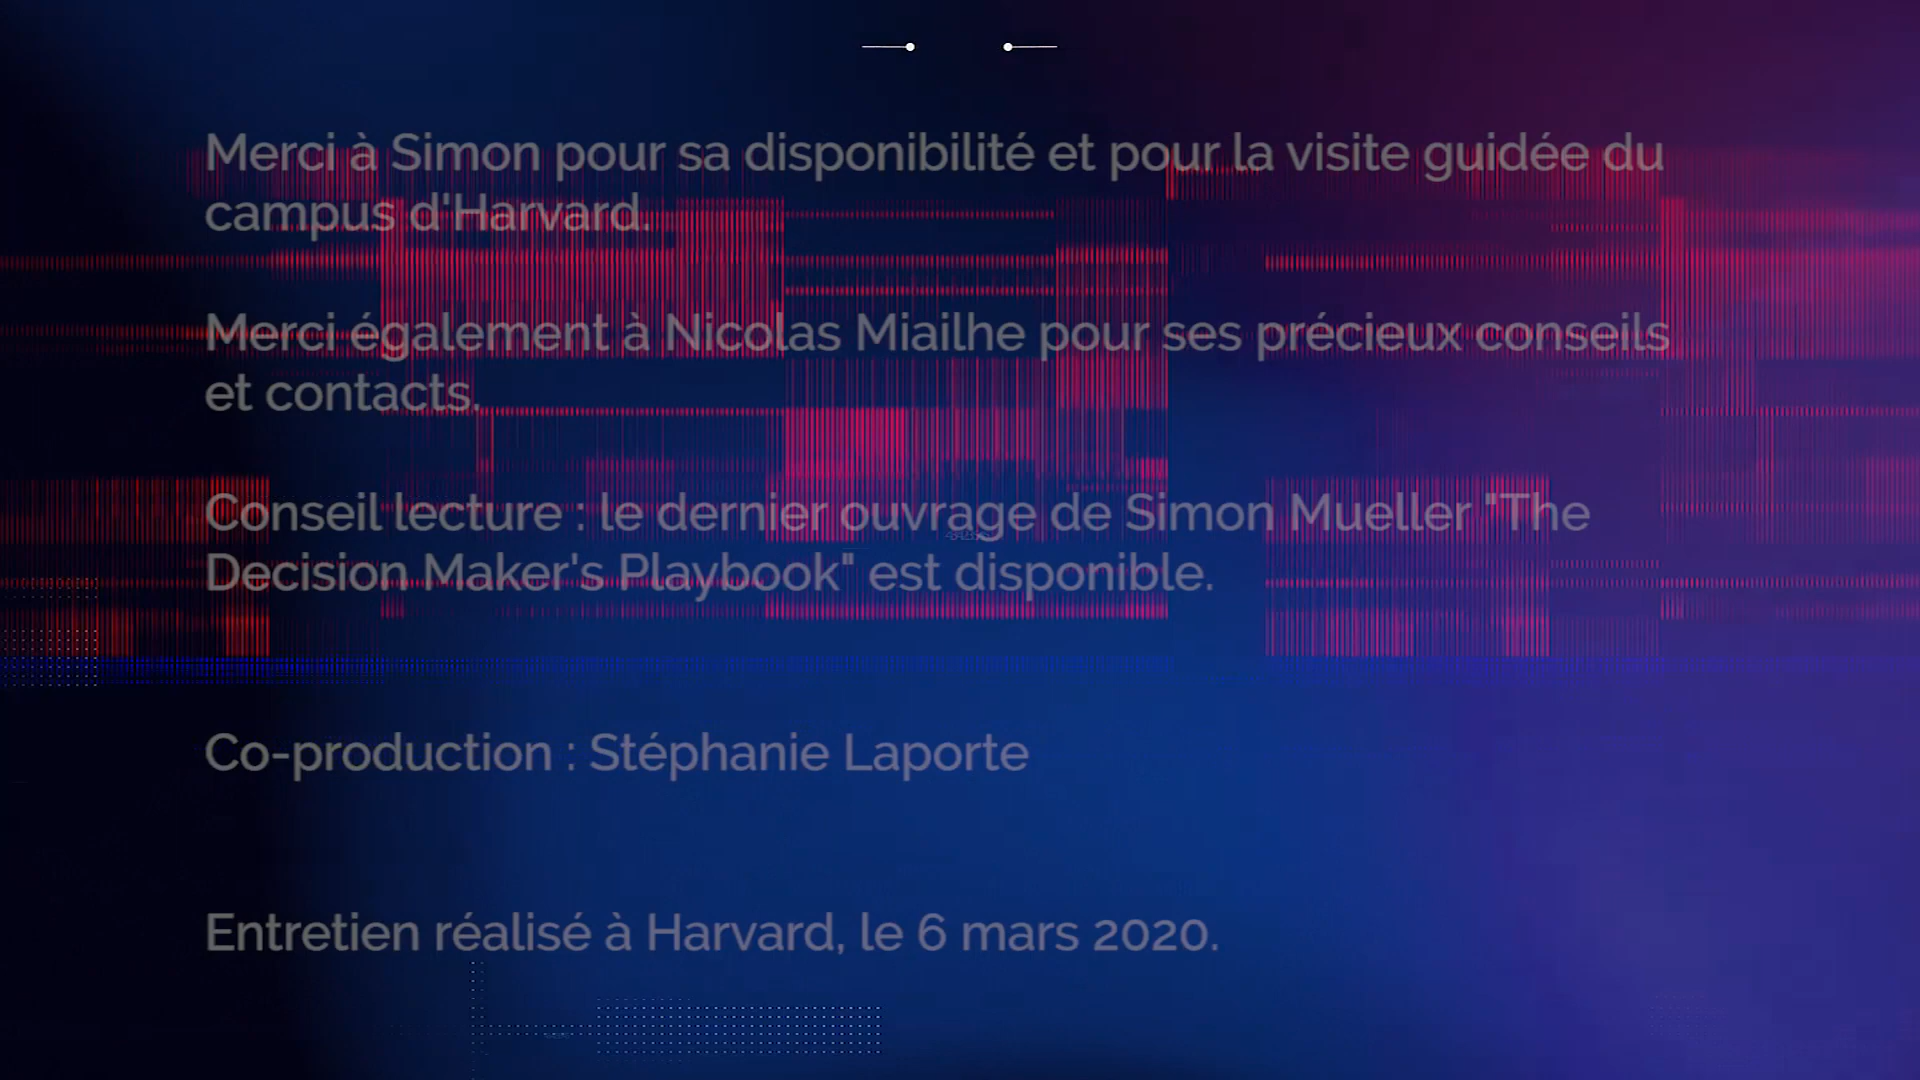 Merci à Simon pour sa disponibilité et pour la visite guidée du
campus d'Harvard.
Merci également à Nicolas Miailhe pour ses précieux conseils
et contacts.
Conseil lecture : le dernier ouvrage de Simon Mueller "The
Decision Maker's Playbook" est disponible.
Co-production : Stéphanie Laporte
Entretien réalisé à Harvard, le 6 mars 2020.